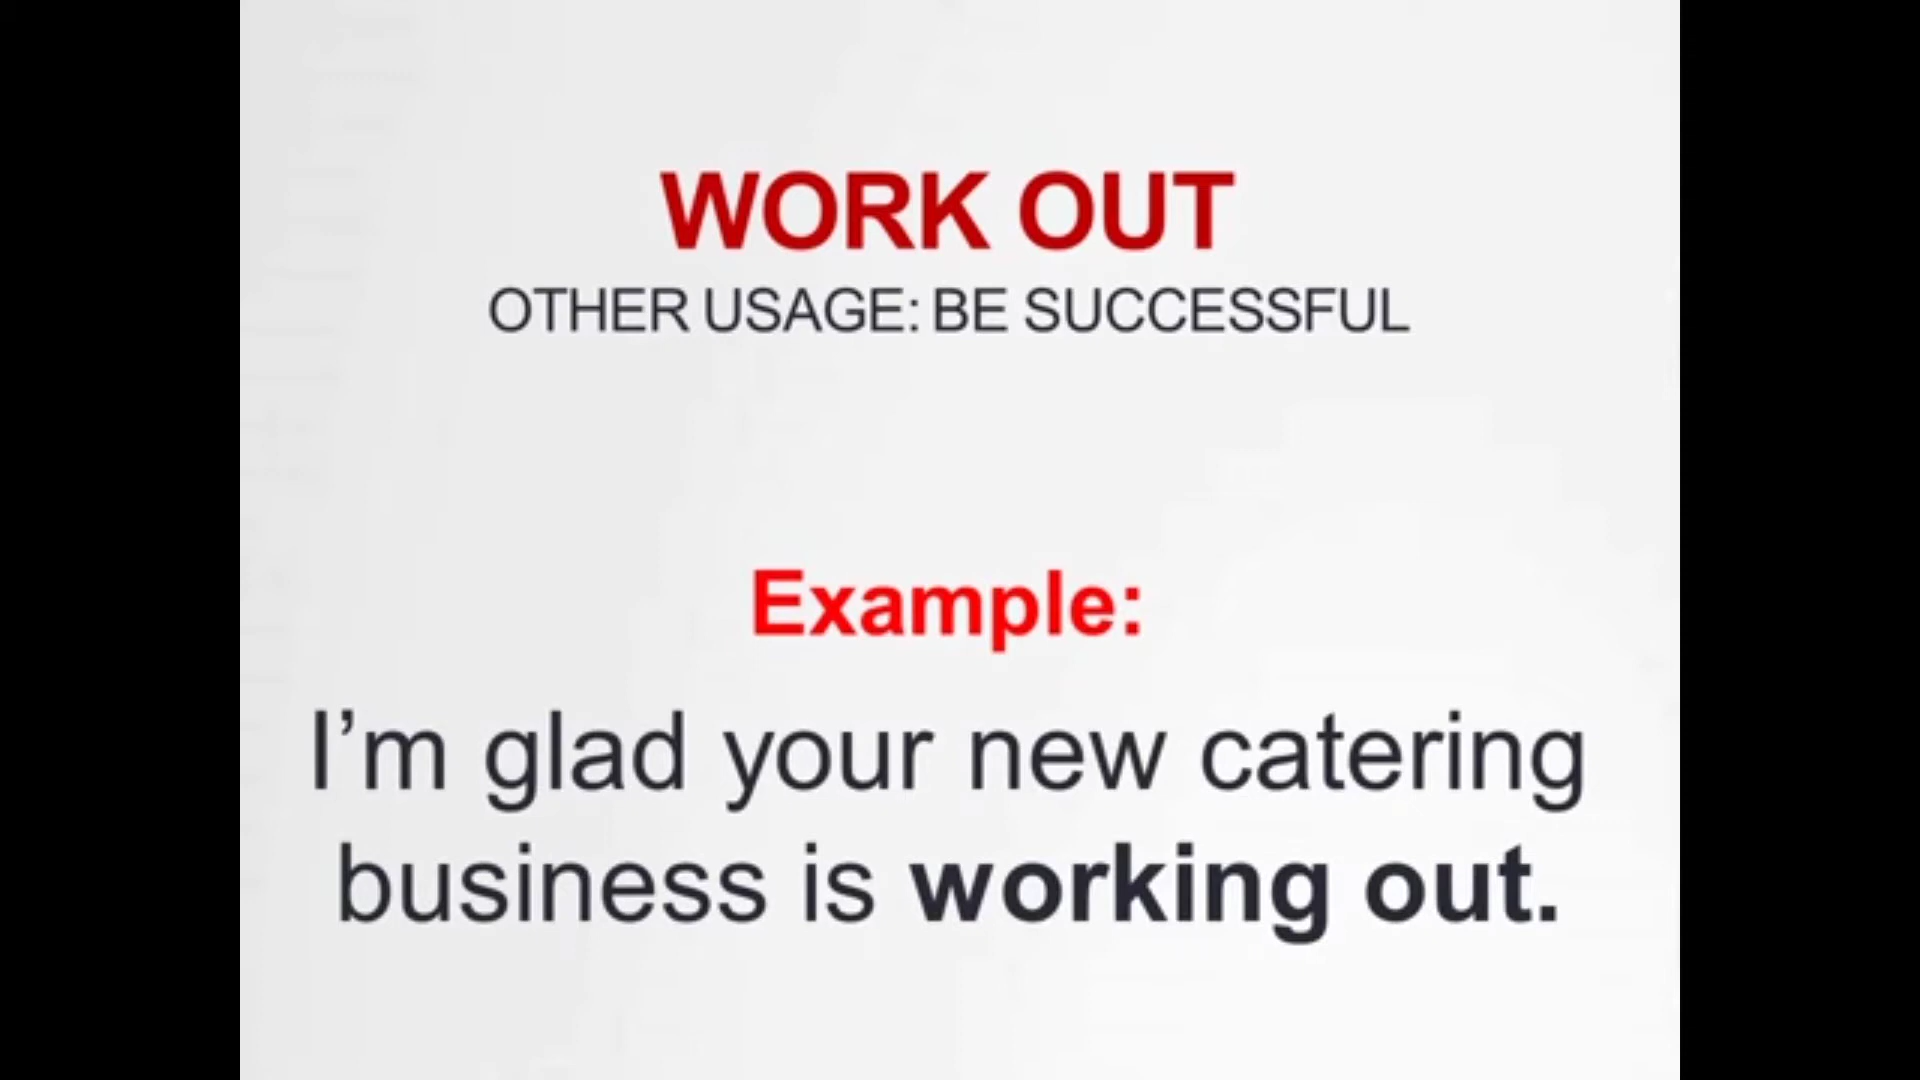 WORK OUT
OTHER USAGE: BE SUCCESSFUL
Example:
I’m glad your new catering
business is working out.